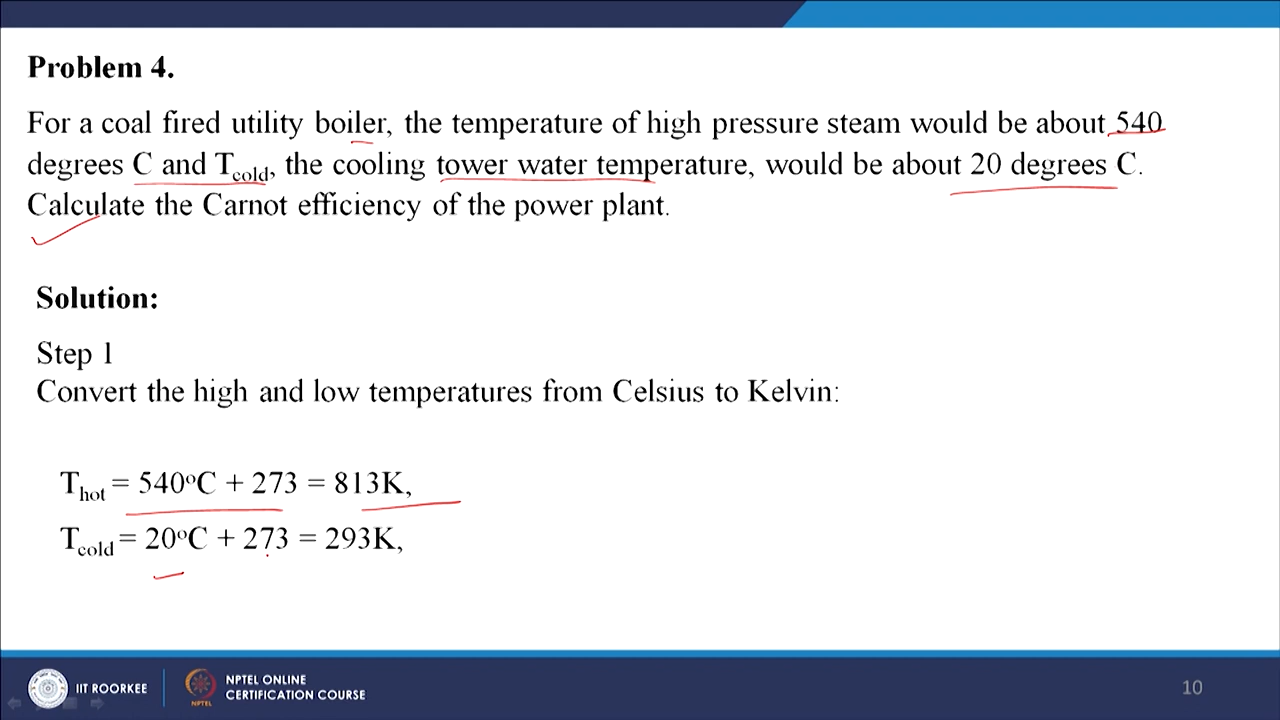 Problem 4.
For a coal fired utility boiler, the temperature of high pressure steam would be about 540
degrees C and Tcold, the cooling tower water temperature, would be about 20 degrees C.
Calculate the Carnot efficiency of the power plant.
Solution:
Step 1
Convert the high and low temperatures from Celsius to Kelvin:
Thot = 540°C + 273 = 813K,
Tcold = 20°C + 273 = 293K,
IIT ROORKEE
NPTEL
NPTEL ONLINE
CERTIFICATION COURSE
10